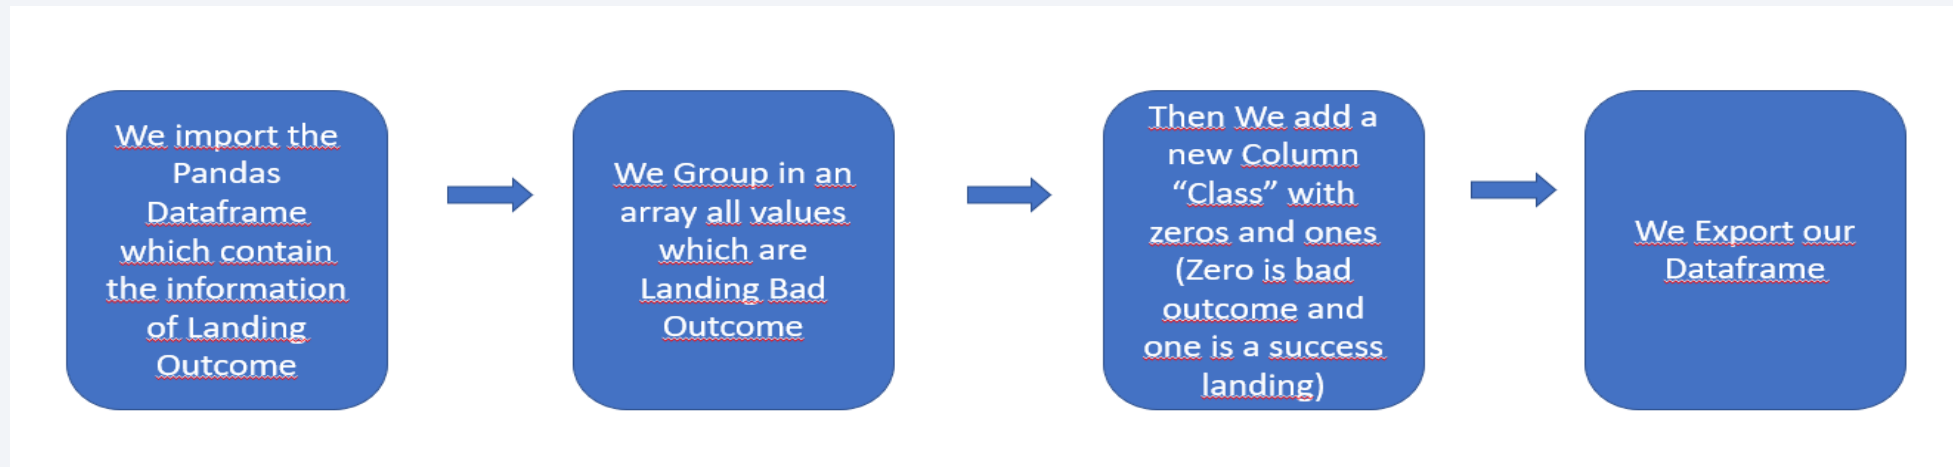 We import the
Pandas
Dataframe
which contain
the information
of Landing
Outcome
We Group in an
array all values
which are
Landing Bad
Outcome
Then We add a
new Column
“Class” with
zeros and ones
(Zero is bad
outcome and
one is a success
landing)
We Export our
Dataframe